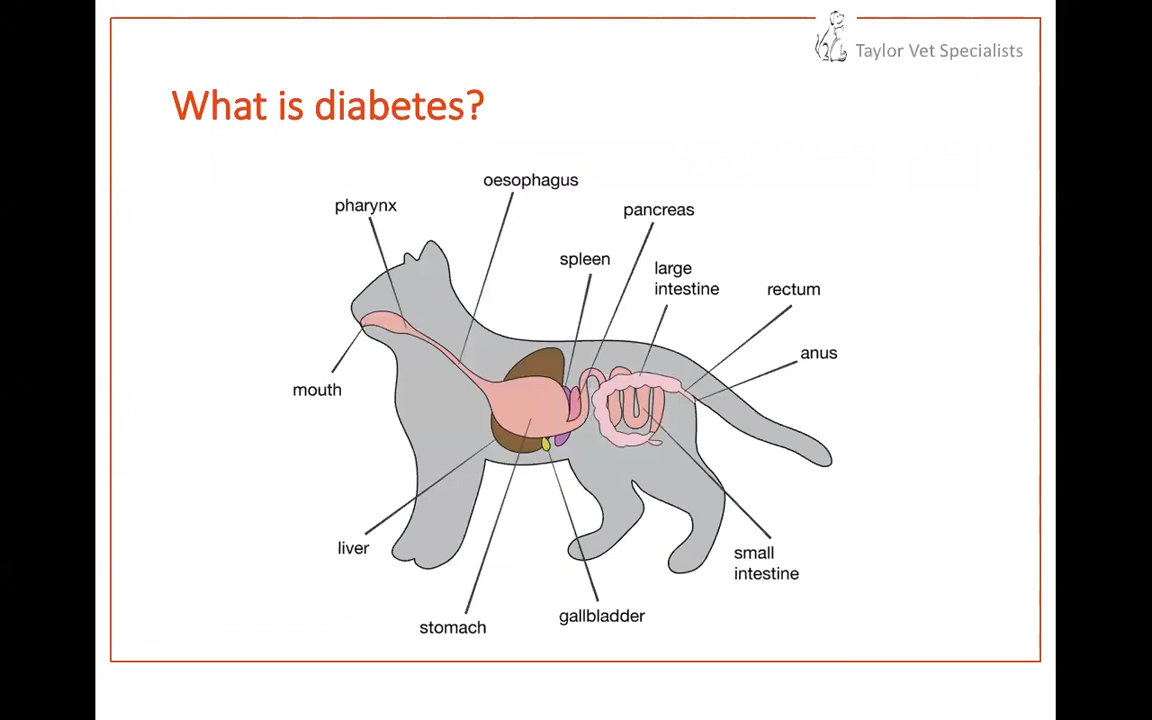 Taylor Vet Specialists
What is diabetes?
oesophagus
pharynx
pancreas
spleen
large
intestine
rectum
anus
mouth
liver
small
intestine
gallbladder
stomach